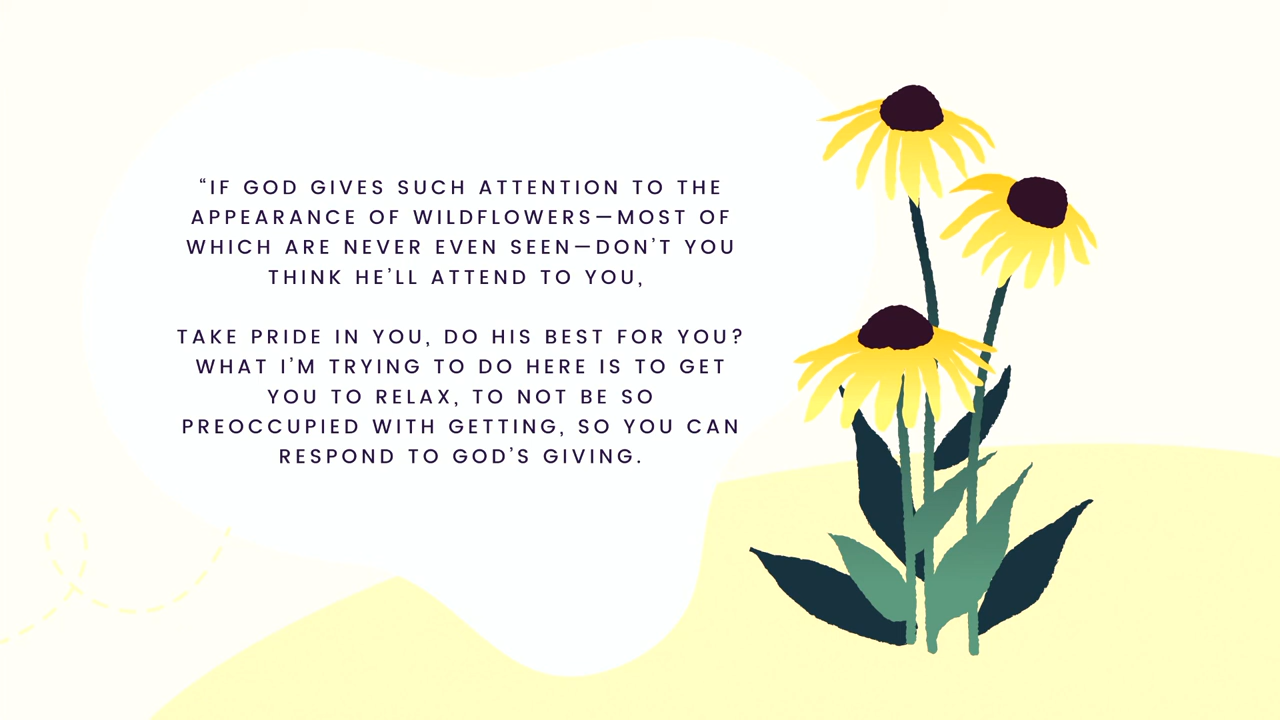 “IF GOD GIVES SUCH ATTENTION TO THE
APPEARANCE OF WILDFLOWERS—MOST OF
WHICH ARE NEVER EVEN SEEN—DON’T YOU
THINK HE’LL ATTEND TO YOU,
TAKE PRIDE IN YOU, DO HIS BEST FOR YOU?
WHAT I’M TRYING TO DO HERE IS TO GET
YOU TO RELAX, TO NOT BE SO
PREOCCUPIED WITH GETTING, SO YOU CAN
RESPOND TO GOD’S GIVING.